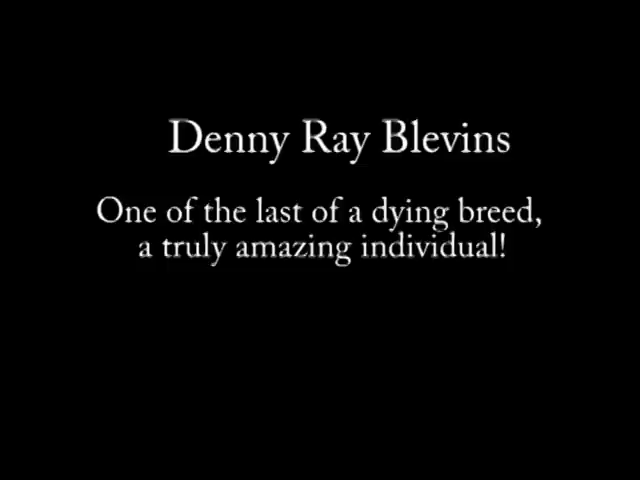 Denny Ray Blevins
One of the last of a dying breed,
a truly amazing individual!